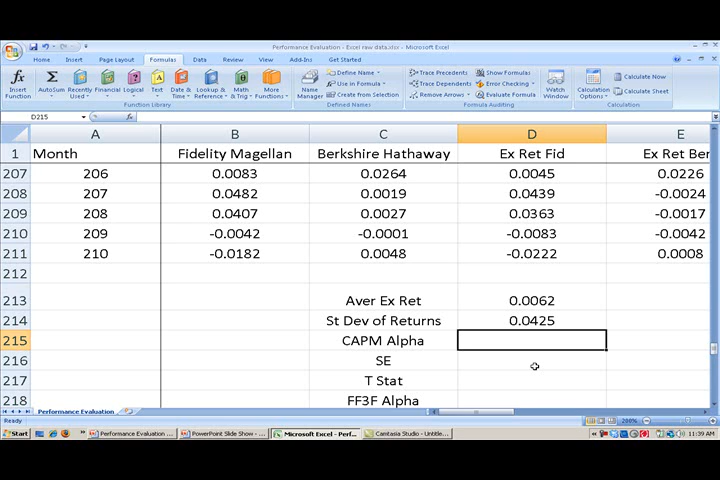 Performance Evaluation - Excel raw data.xlsx - Microsoft Excel
Home Insert Page Layout Formulas Data Review View Add-Ins Get Started
fx Insert Function
Σ AutoSum
Recently Used
Financial
Logical
Text
Date & Time
Lookup & Reference
Math & Trig
More Functions
Function Library
Name Manager
Define Name
Use in Formula
Create from Selection
Defined Names
Trace Precedents
Trace Dependents
Remove Arrows
Show Formulas
Error Checking
Evaluate Formula
Formula Auditing
Watch Window
Calculation Options
Calculate Now
Calculate Sheet
Calculation
D215 fx
A B C D E
1 Month Fidelity Magellan Berkshire Hathaway Ex Ret Fid Ex Ret Ber
207 206 0.0083 0.0264 0.0045 0.0226
208 207 0.0482 0.0019 0.0439 -0.0024
209 208 0.0407 0.0027 0.0363 -0.0017
210 209 -0.0042 -0.0001 -0.0083 -0.0042
211 210 -0.0182 0.0048 -0.0222 0.0008
212
213 Aver Ex Ret 0.0062
214 St Dev of Returns 0.0425
215 CAPM Alpha
216 SE
217 T Stat
218 FF3F Alpha
Performance Evaluation
Ready 200%
Start Performance Evaluation ... PowerPoint Slide Show - ... Microsoft Excel - Perf... Camtasia Studio - Untitle... 11:39 AM